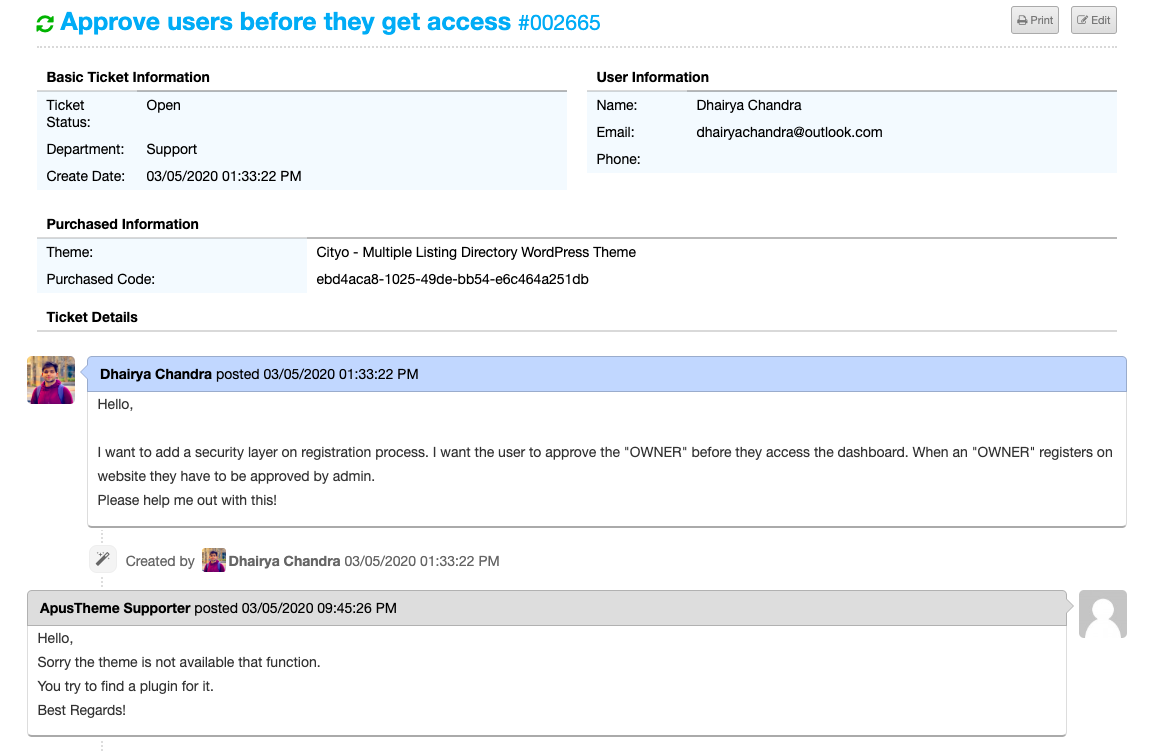 Approve users before they get access #002665
Print
Edit
Basic Ticket Information
Ticket
Status:
Open
Department:
Support
Create Date:
03/05/2020 01:33:22 PM
User Information
Name:
Dhairya Chandra
Email:
dhairyachandra@outlook.com
Phone:
Purchased Information
Theme:
Cityo - Multiple Listing Directory WordPress Theme
Purchased Code:
ebd4aca8-1025-49de-bb54-e6c464a251db
Ticket Details
Dhairya Chandra posted 03/05/2020 01:33:22 PM
Hello,
I want to add a security layer on registration process. I want the user to approve the "OWNER" before they access the dashboard. When an "OWNER" registers on
website they have to be approved by admin.
Please help me out with this!
Created by Dhairya Chandra 03/05/2020 01:33:22 PM
ApusTheme Supporter posted 03/05/2020 09:45:26 PM
Hello,
Sorry the theme is not available that function.
You try to find a plugin for it.
Best Regards!